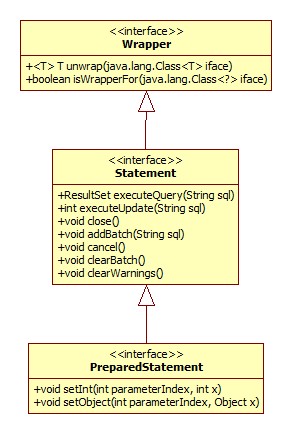 <<interface>>
Wrapper
+<T> T unwrap(java.lang.Class<T> iface)
+boolean isWrapperFor(java.lang.Class<?> iface)
<<interface>>
Statement
+ResultSet executeQuery(String sql)
+int executeUpdate(String sql)
+void close()
+void addBatch(String sql)
+void cancel()
+void clearBatch()
+void clearWarnings()
<<interface>>
PreparedStatement
+void setInt(int parameterIndex, int x)
+void setObject(int parameterIndex, Object x)